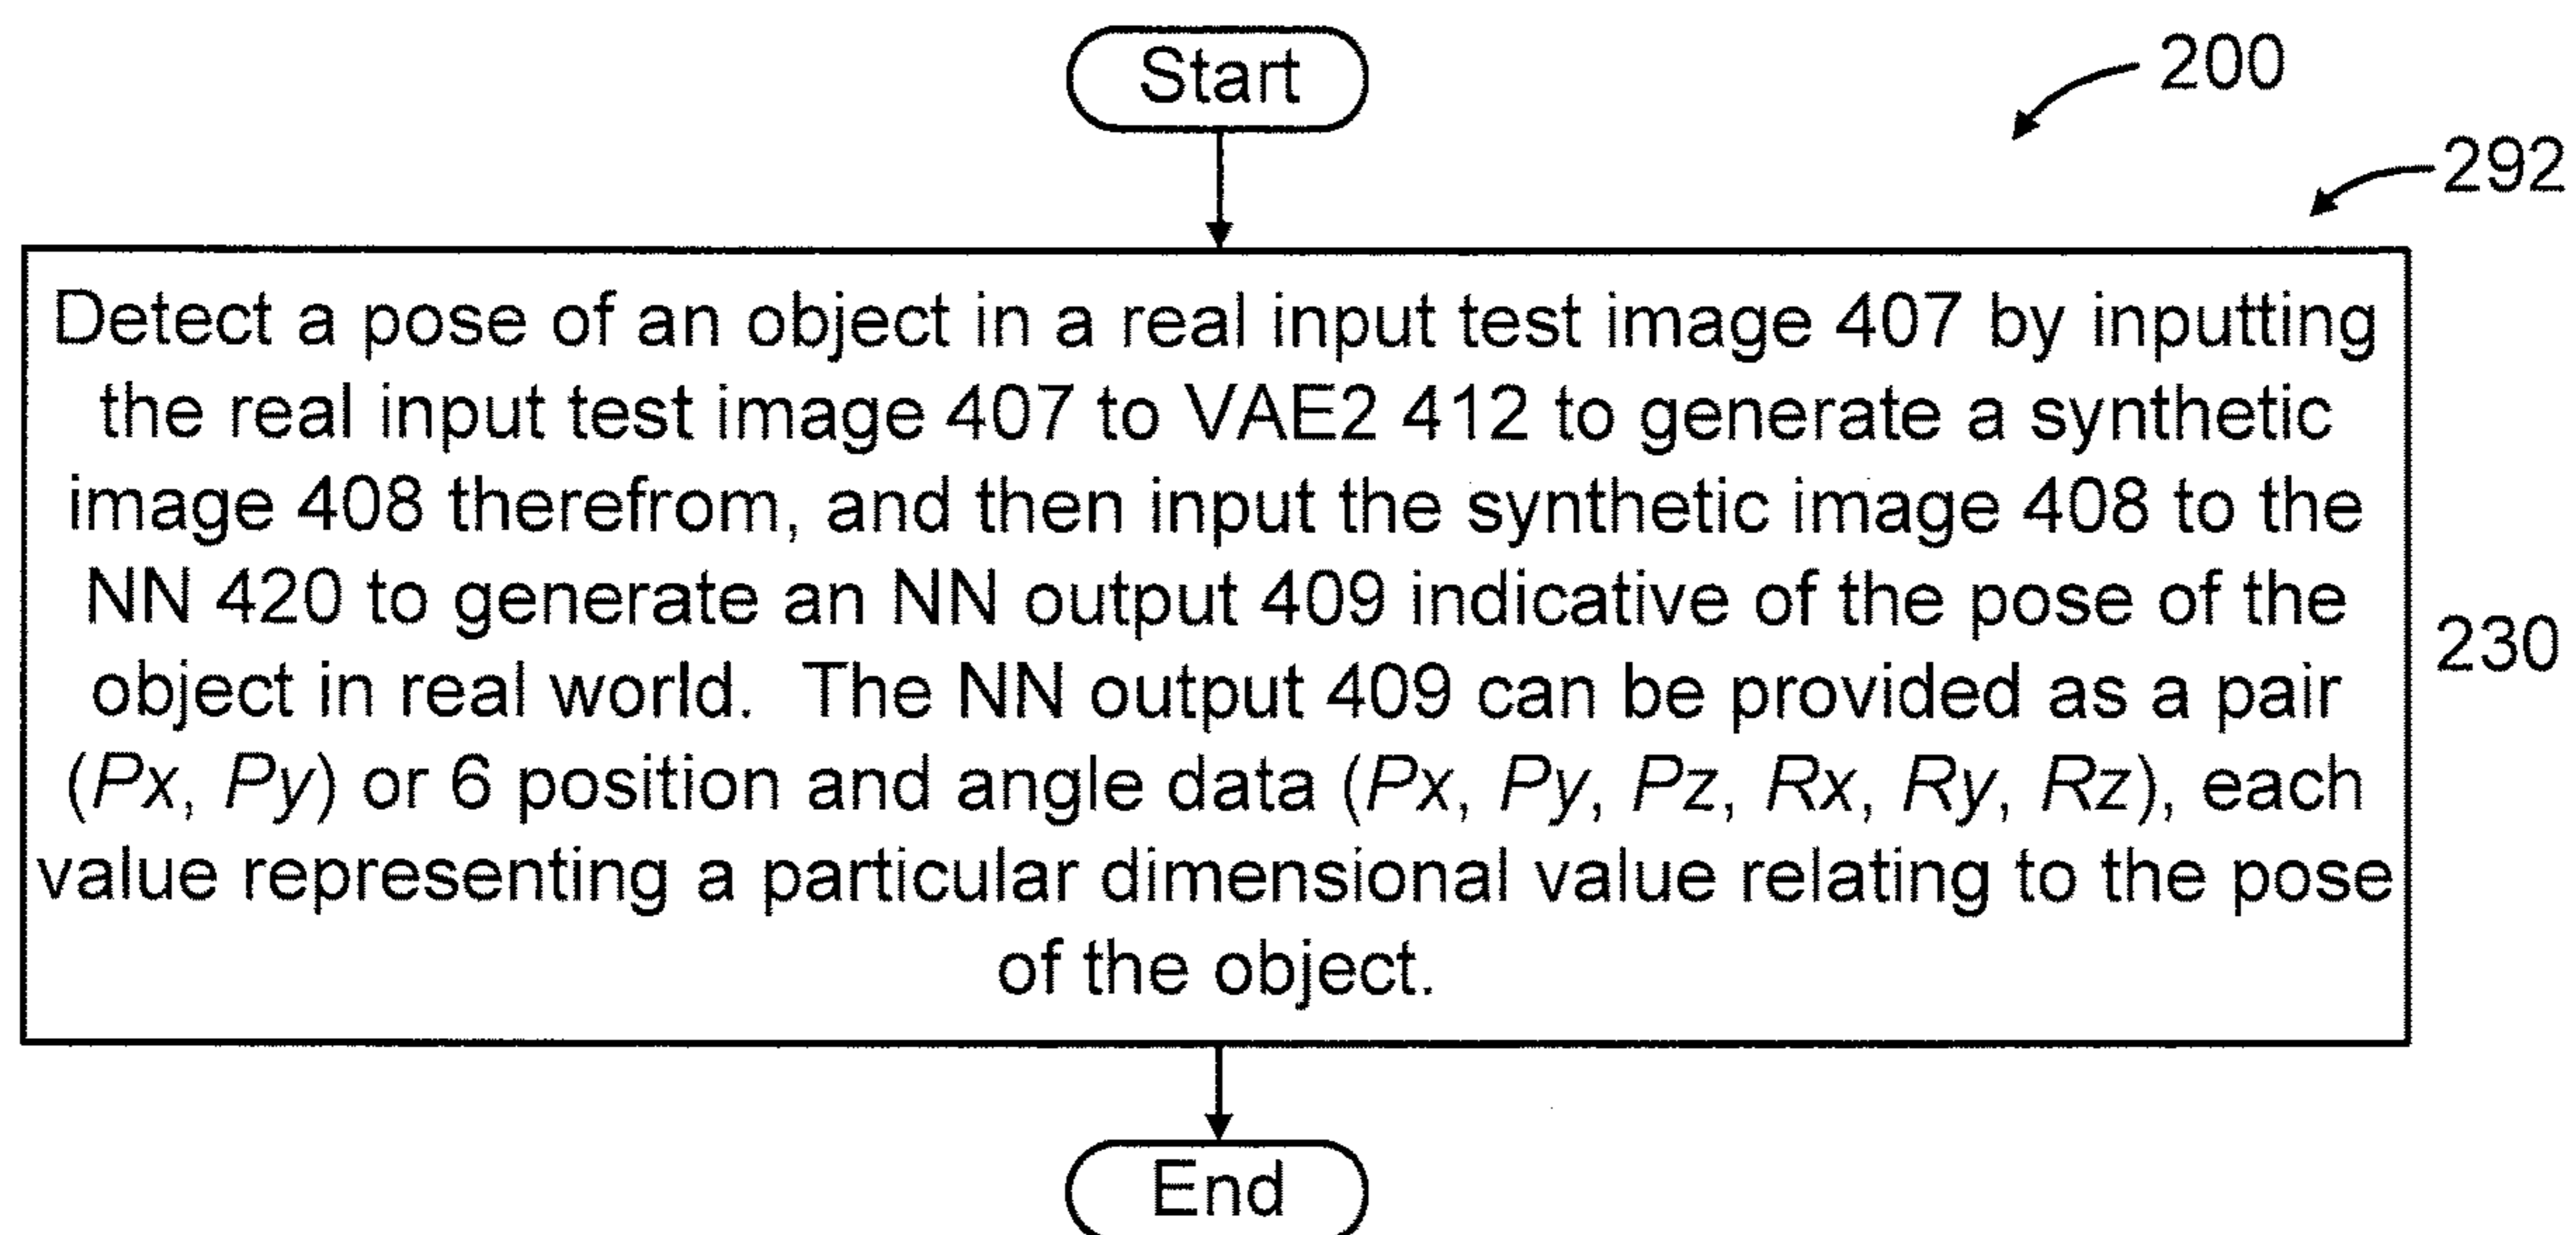 Start
200
292
Detect a pose of an object in a real input test image 407 by inputting
the real input test image 407 to VAE2 412 to generate a synthetic
image 408 therefrom, and then input the synthetic image 408 to the
NN 420 to generate an NN output 409 indicative of the pose of the
object in real world.  The NN output 409 can be provided as a pair
(Px, Py) or 6 position and angle data (Px, Py, Pz, Rx, Ry, Rz), each
value representing a particular dimensional value relating to the pose
of the object.
230
End